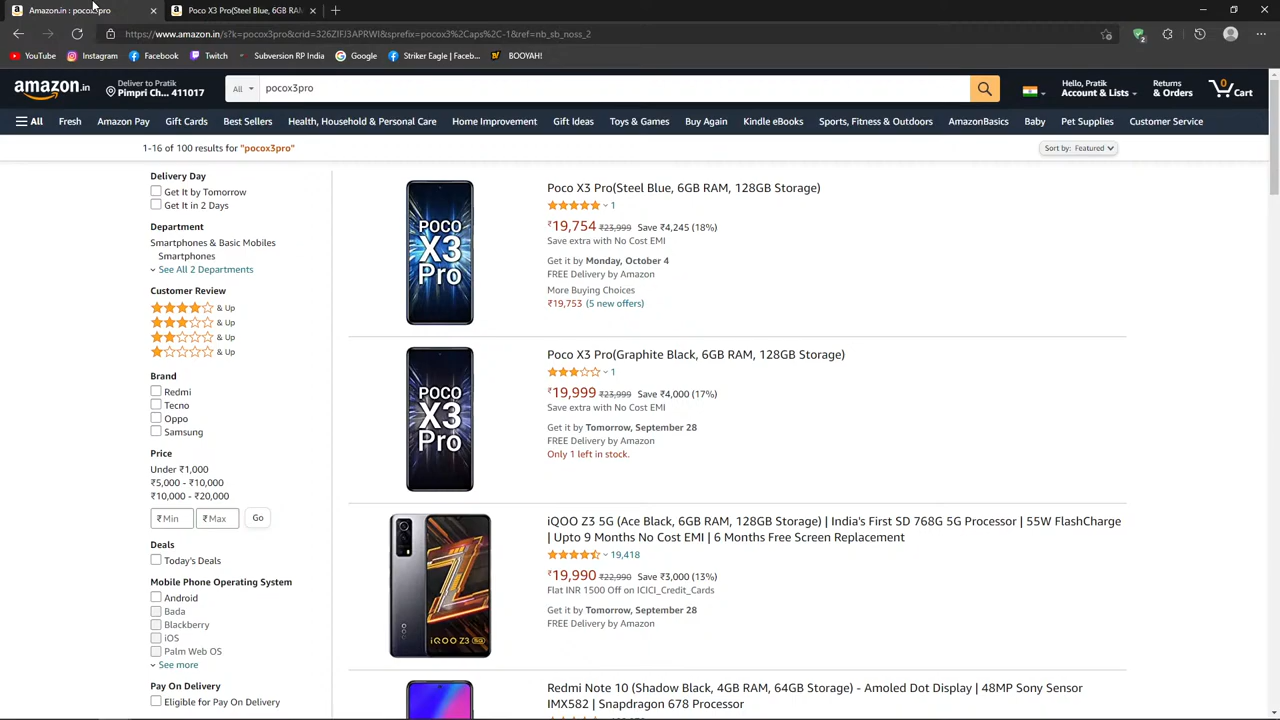 Amazon.in : pocox3pro
Poco X3 Pro(Steel Blue, 6GB RAM
https://www.amazon.in/s?k=pocox3pro&crid=326ZIFJ3APRWI&sprefix=pocox3%2Caps%2C-1&ref=nb_sb_noss_2
YouTube Instagram Facebook Twitch Subversion RP India Google Striker Eagle | Faceb... BOOYAH!
amazon.in
Deliver to Pratik
Pimpri Ch... 411017
All pocox3pro
Hello, Pratik
Account & Lists
Returns
& Orders
0
Cart
All Fresh Amazon Pay Gift Cards Best Sellers Health, Household & Personal Care Home Improvement Gift Ideas Toys & Games Buy Again Kindle eBooks Sports, Fitness & Outdoors AmazonBasics Baby Pet Supplies Customer Service
1-16 of 100 results for "pocox3pro"
Sort by: Featured
Delivery Day
Get It by Tomorrow
Get It in 2 Days
Department
Smartphones & Basic Mobiles
Smartphones
See All 2 Departments
Customer Review
& Up
& Up
& Up
& Up
Brand
Redmi
Tecno
Oppo
Samsung
Price
Under ₹1,000
₹5,000 - ₹10,000
₹10,000 - ₹20,000
₹ Min ₹ Max Go
Deals
Today's Deals
Mobile Phone Operating System
Android
Bada
Blackberry
iOS
Palm Web OS
See more
Pay On Delivery
Eligible for Pay On Delivery
POCO
X3
Pro
Poco X3 Pro(Steel Blue, 6GB RAM, 128GB Storage)
1
₹19,754 ₹23,999 Save ₹4,245 (18%)
Save extra with No Cost EMI
Get it by Monday, October 4
FREE Delivery by Amazon
More Buying Choices
₹19,753 (5 new offers)
POCO
X3
Pro
Poco X3 Pro(Graphite Black, 6GB RAM, 128GB Storage)
1
₹19,999 ₹23,999 Save ₹4,000 (17%)
Save extra with No Cost EMI
Get it by Tomorrow, September 28
FREE Delivery by Amazon
Only 1 left in stock.
iQOO Z3 5G
iQOO Z3 5G (Ace Black, 6GB RAM, 128GB Storage) | India's First SD 768G 5G Processor | 55W FlashCharge
| Upto 9 Months No Cost EMI | 6 Months Free Screen Replacement
19,418
₹19,990 ₹22,990 Save ₹3,000 (13%)
Flat INR 1500 Off on ICICI_Credit_Cards
Get it by Tomorrow, September 28
FREE Delivery by Amazon
Redmi Note 10 (Shadow Black, 4GB RAM, 64GB Storage) - Amoled Dot Display | 48MP Sony Sensor
IMX582 | Snapdragon 678 Processor